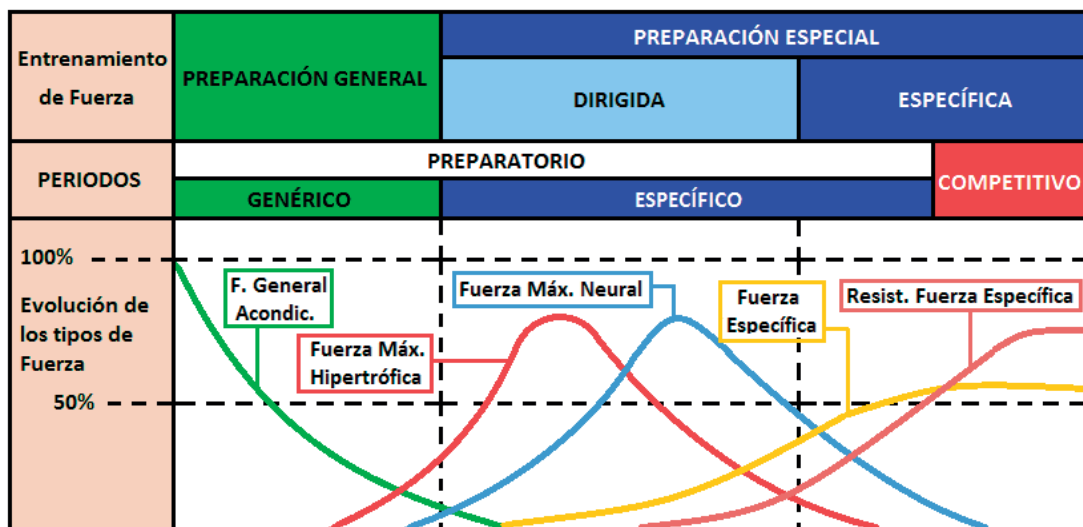 Entrenamiento
de Fuerza
PREPARACIÓN GENERAL
PREPARACIÓN ESPECIAL
DIRIGIDA
ESPECÍFICA
PERIODOS
PREPARATORIO
GENÉRICO
ESPECÍFICO
COMPETITIVO
100%
Evolución de
los tipos de
Fuerza
50%
F. General
Acondic.
Fuerza Máx.
Hipertrófica
Fuerza Máx. Neural
Fuerza
Específica
Resist. Fuerza Específica